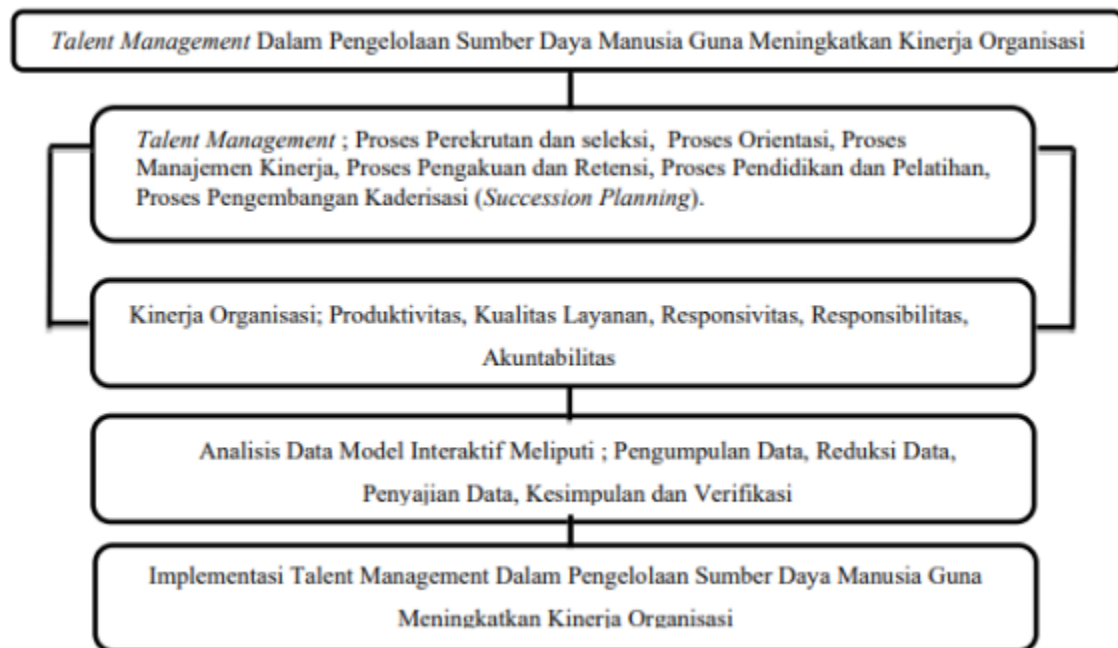 Talent Management Dalam Pengelolaan Sumber Daya Manusia Guna Meningkatkan Kinerja Organisasi
Talent Management ; Proses Perekrutan dan seleksi, Proses Orientasi, Proses
Manajemen Kinerja, Proses Pengakuan dan Retensi, Proses Pendidikan dan Pelatihan,
Proses Pengembangan Kaderisasi (Succession Planning).
Kinerja Organisasi; Produktivitas, Kualitas Layanan, Responsivitas, Responsibilitas,
Akuntabilitas
Analisis Data Model Interaktif Meliputi ; Pengumpulan Data, Reduksi Data,
Penyajian Data, Kesimpulan dan Verifikasi
Implementasi Talent Management Dalam Pengelolaan Sumber Daya Manusia Guna
Meningkatkan Kinerja Organisasi